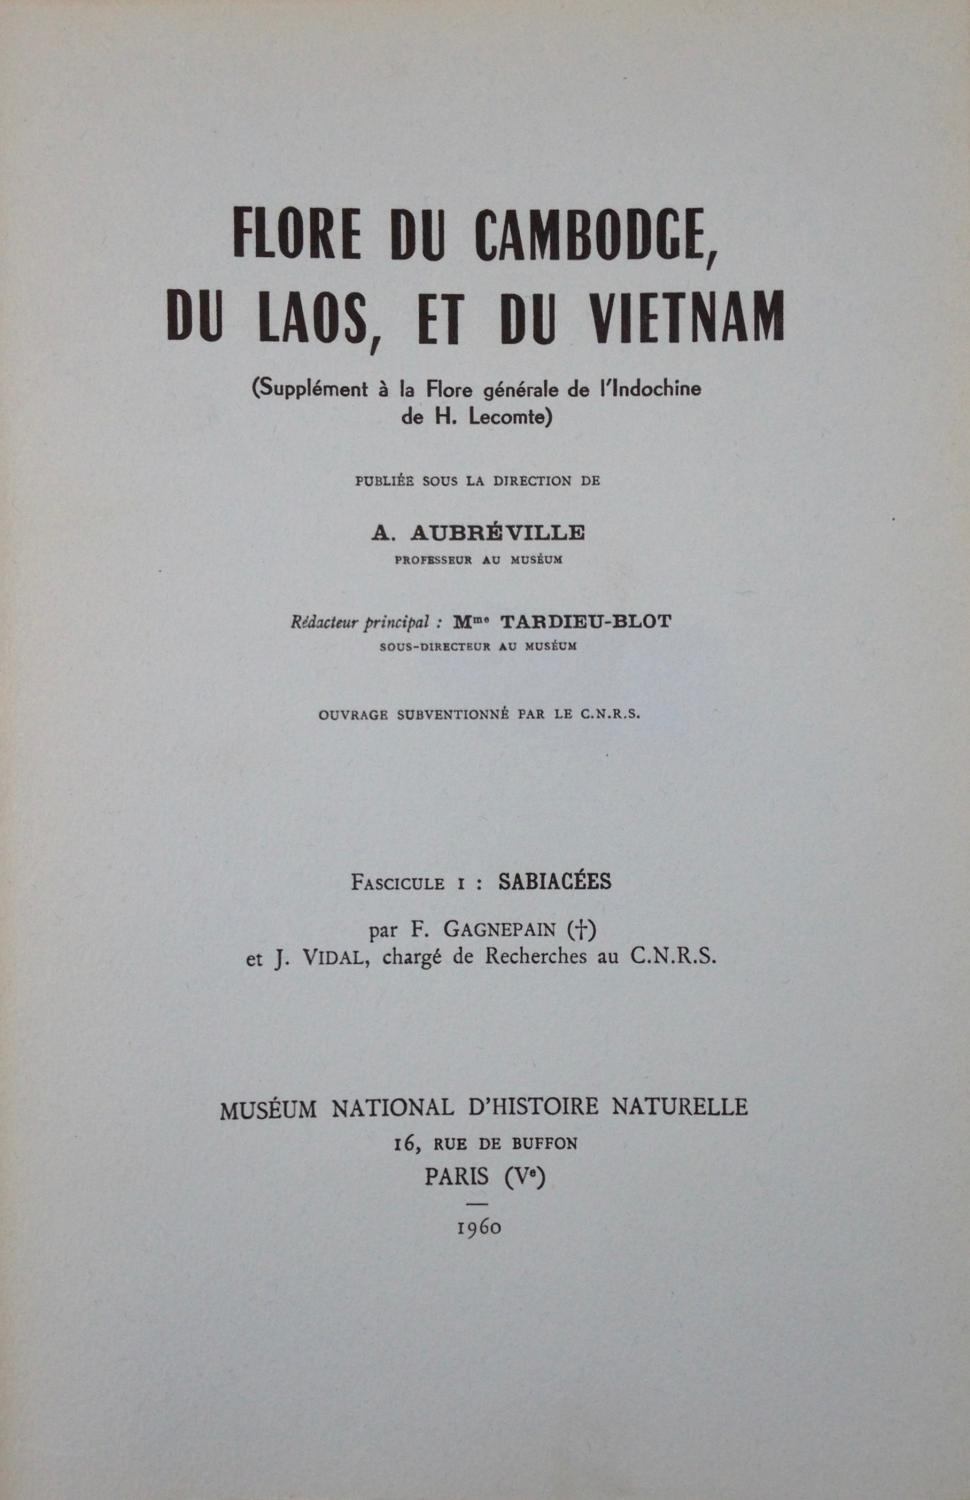 FLORE DU CAMBODGE,
DU LAOS, ET DU VIETNAM
(Supplément à la Flore générale de l'Indochine
de H. Lecomte)
PUBLIÉE SOUS LA DIRECTION DE
A. AUBRÉVILLE
PROFESSEUR AU MUSÉUM
Rédacteur principal : Mme TARDIEU-BLOT
SOUS-DIRECTEUR AU MUSÉUM
OUVRAGE SUBVENTIONNÉ PAR LE C.N.R.S.
FASCICULE I : SABIACÉES
par F. GAGNEPAIN (†)
et J. VIDAL, chargé de Recherches au C.N.R.S.
MUSÉUM NATIONAL D'HISTOIRE NATURELLE
16, RUE DE BUFFON
PARIS (Ve)
1960